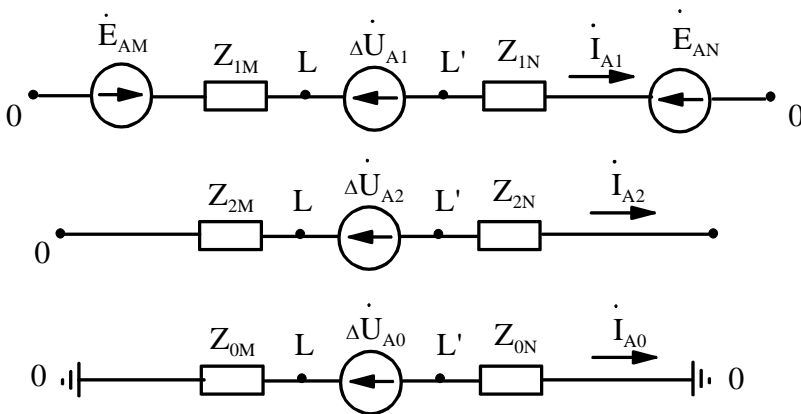 Ė_AM Z_1M L ΔU̇_A1 L' Z_1N İ_A1 Ė_AN
0 0
Z_2M L ΔU̇_A2 L' Z_2N İ_A2
0
Z_0M L ΔU̇_A0 L' Z_0N İ_A0
0 0